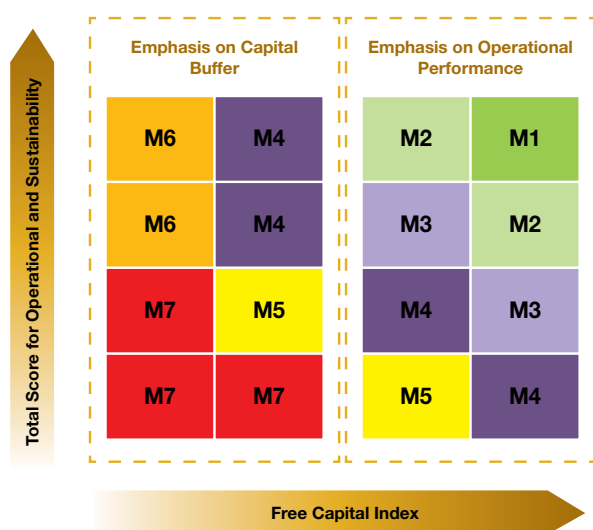 Emphasis on Capital
Buffer
Emphasis on Operational
Performance
Total Score for Operational and Sustainability
M6 M4 M2 M1
M6 M4 M3 M2
M7 M5 M4 M3
M7 M7 M5 M4
Free Capital Index